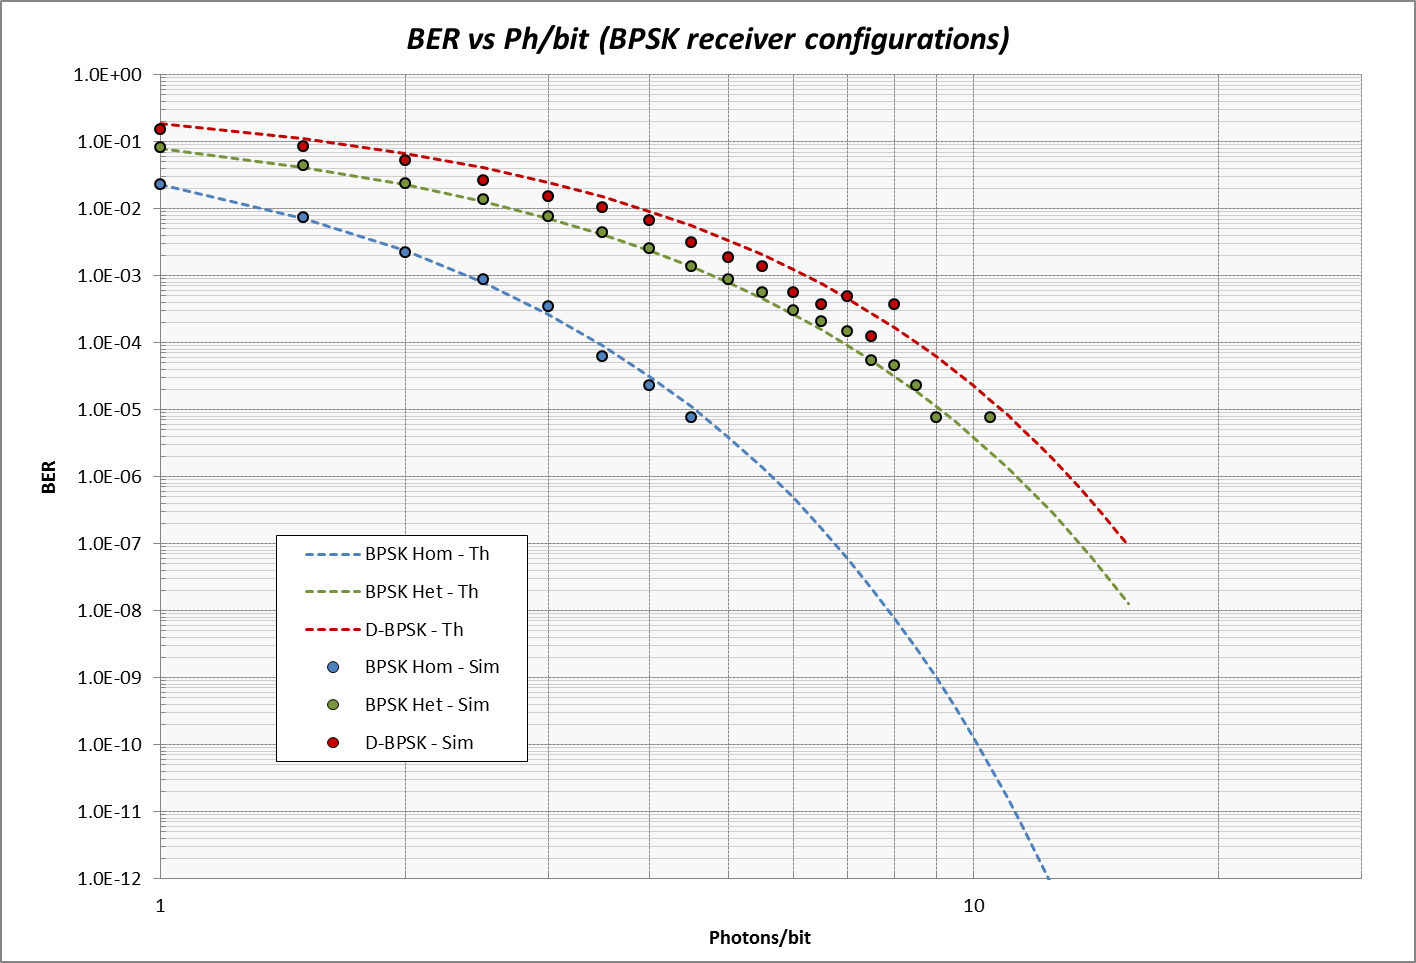 BER vs Ph/bit (BPSK receiver configurations)
1.0E+00
1.0E-01
1.0E-02
1.0E-03
1.0E-04
1.0E-05
1.0E-06
1.0E-07
1.0E-08
1.0E-09
1.0E-10
1.0E-11
1.0E-12
BER
BPSK Hom - Th
BPSK Het - Th
D-BPSK - Th
BPSK Hom - Sim
BPSK Het - Sim
D-BPSK - Sim
1 10
Photons/bit